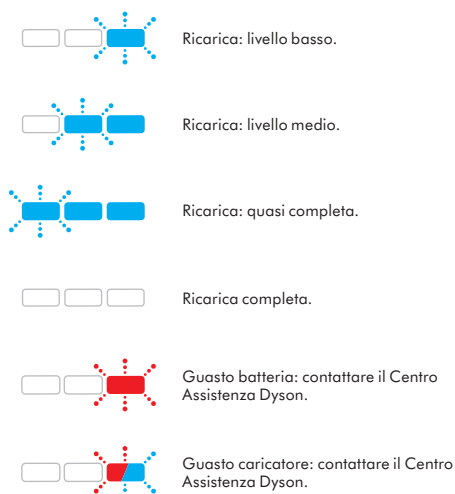 Ricarica: livello basso.
Ricarica: livello medio.
Ricarica: quasi completa.
Ricarica completa.
Guasto batteria: contattare il Centro
Assistenza Dyson.
Guasto caricatore: contattare il Centro
Assistenza Dyson.